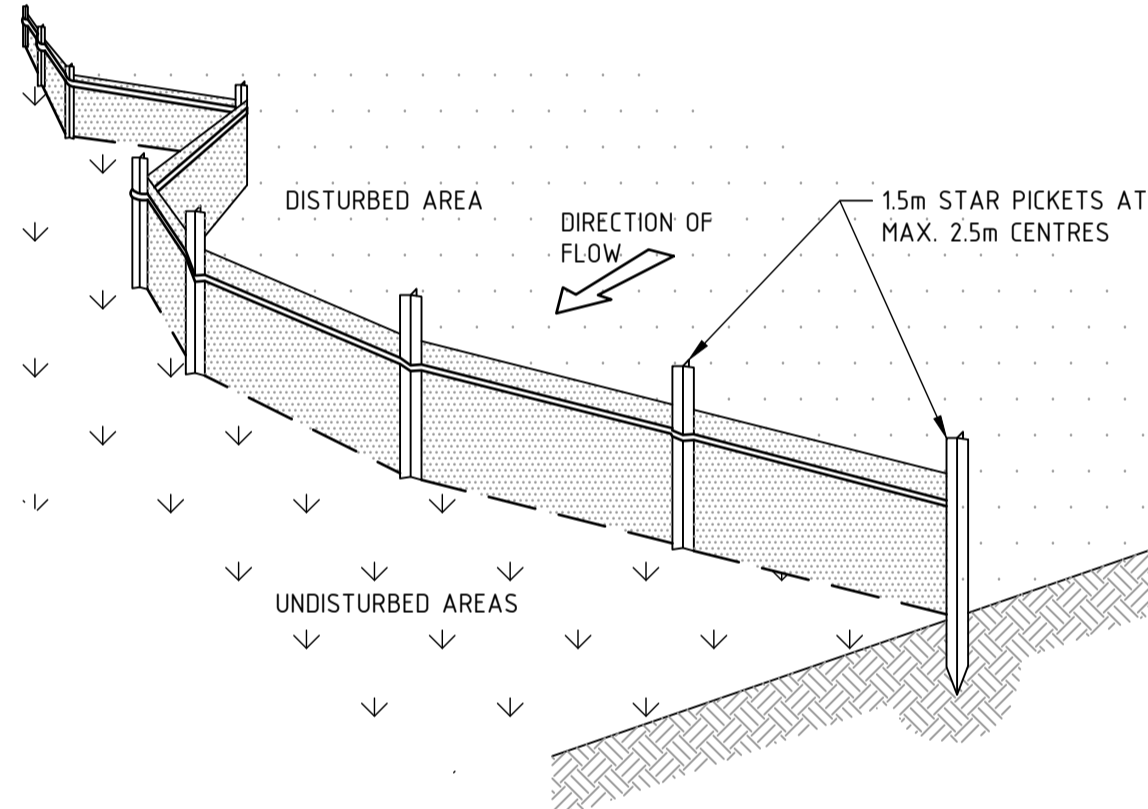 DISTURBED AREA
DIRECTION OF
FLOW
1.5m STAR PICKETS AT
MAX. 2.5m CENTRES
UNDISTURBED AREAS